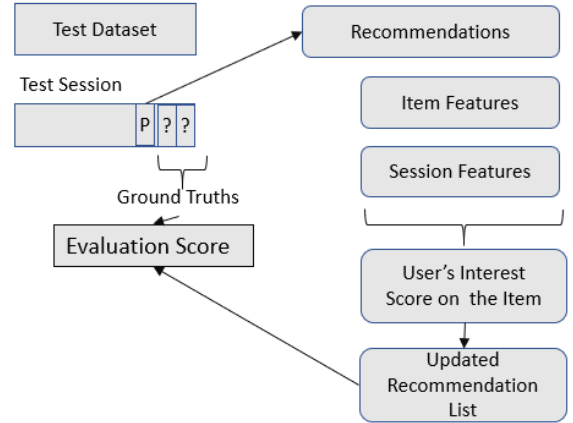 Test Dataset
Recommendations
Test Session
P ? ?
Item Features
Session Features
Ground Truths
Evaluation Score
User's Interest
Score on the Item
Updated
Recommendation
List